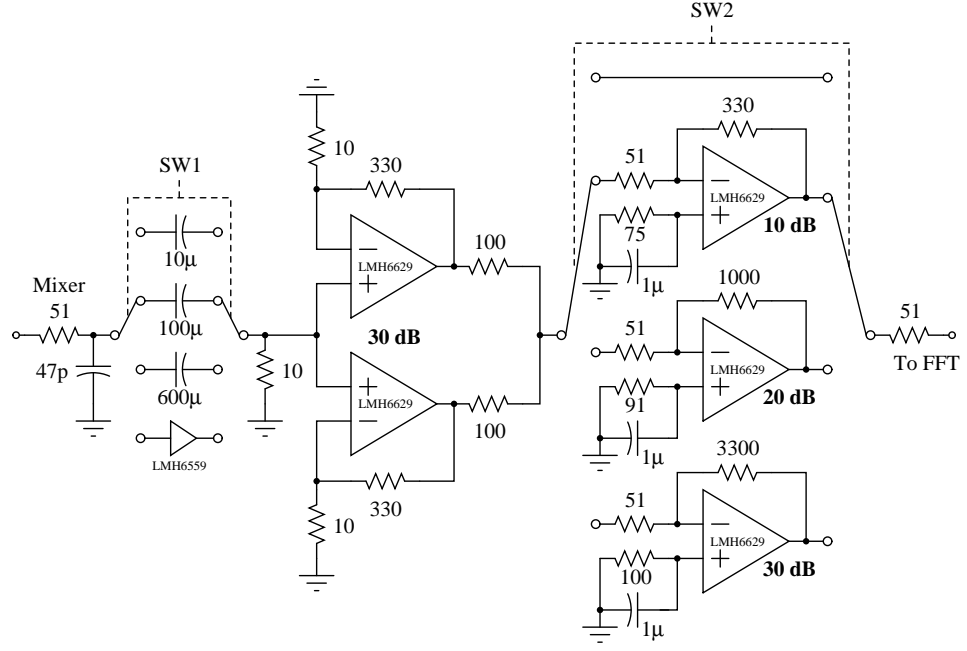 SW2
330
10
330
51
SW1
LMH6629
10 dB
75
100
1µ
10µ
LMH6629
Mixer
1000
51
100µ
30 dB
51
51
LMH6629
To FFT
47p
10
20 dB
600µ
LMH6629
91
100
1µ
LMH6559
3300
330
51
10
LMH6629
30 dB
100
1µ